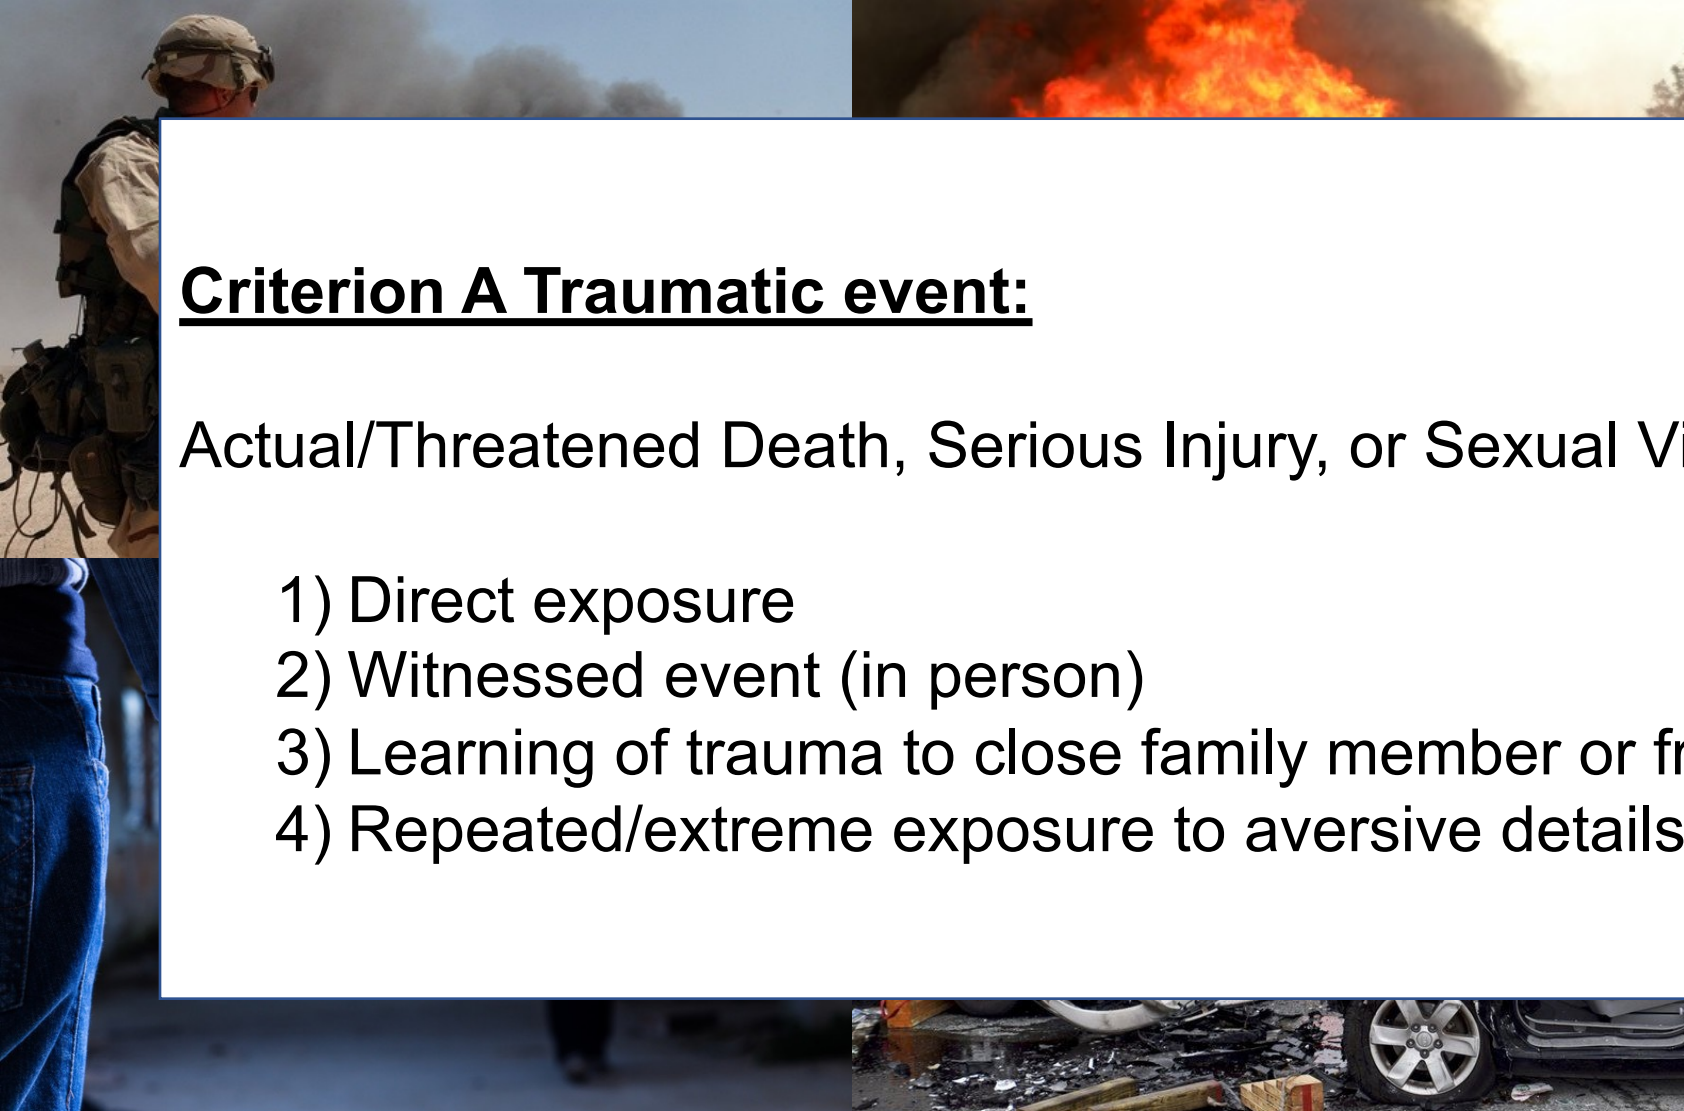 Criterion A Traumatic event:
Actual/Threatened Death, Serious Injury, or Sexual
1) Direct exposure
2) Witnessed event (in person)
3) Learning of trauma to close family member or
4) Repeated/extreme exposure to aversive details